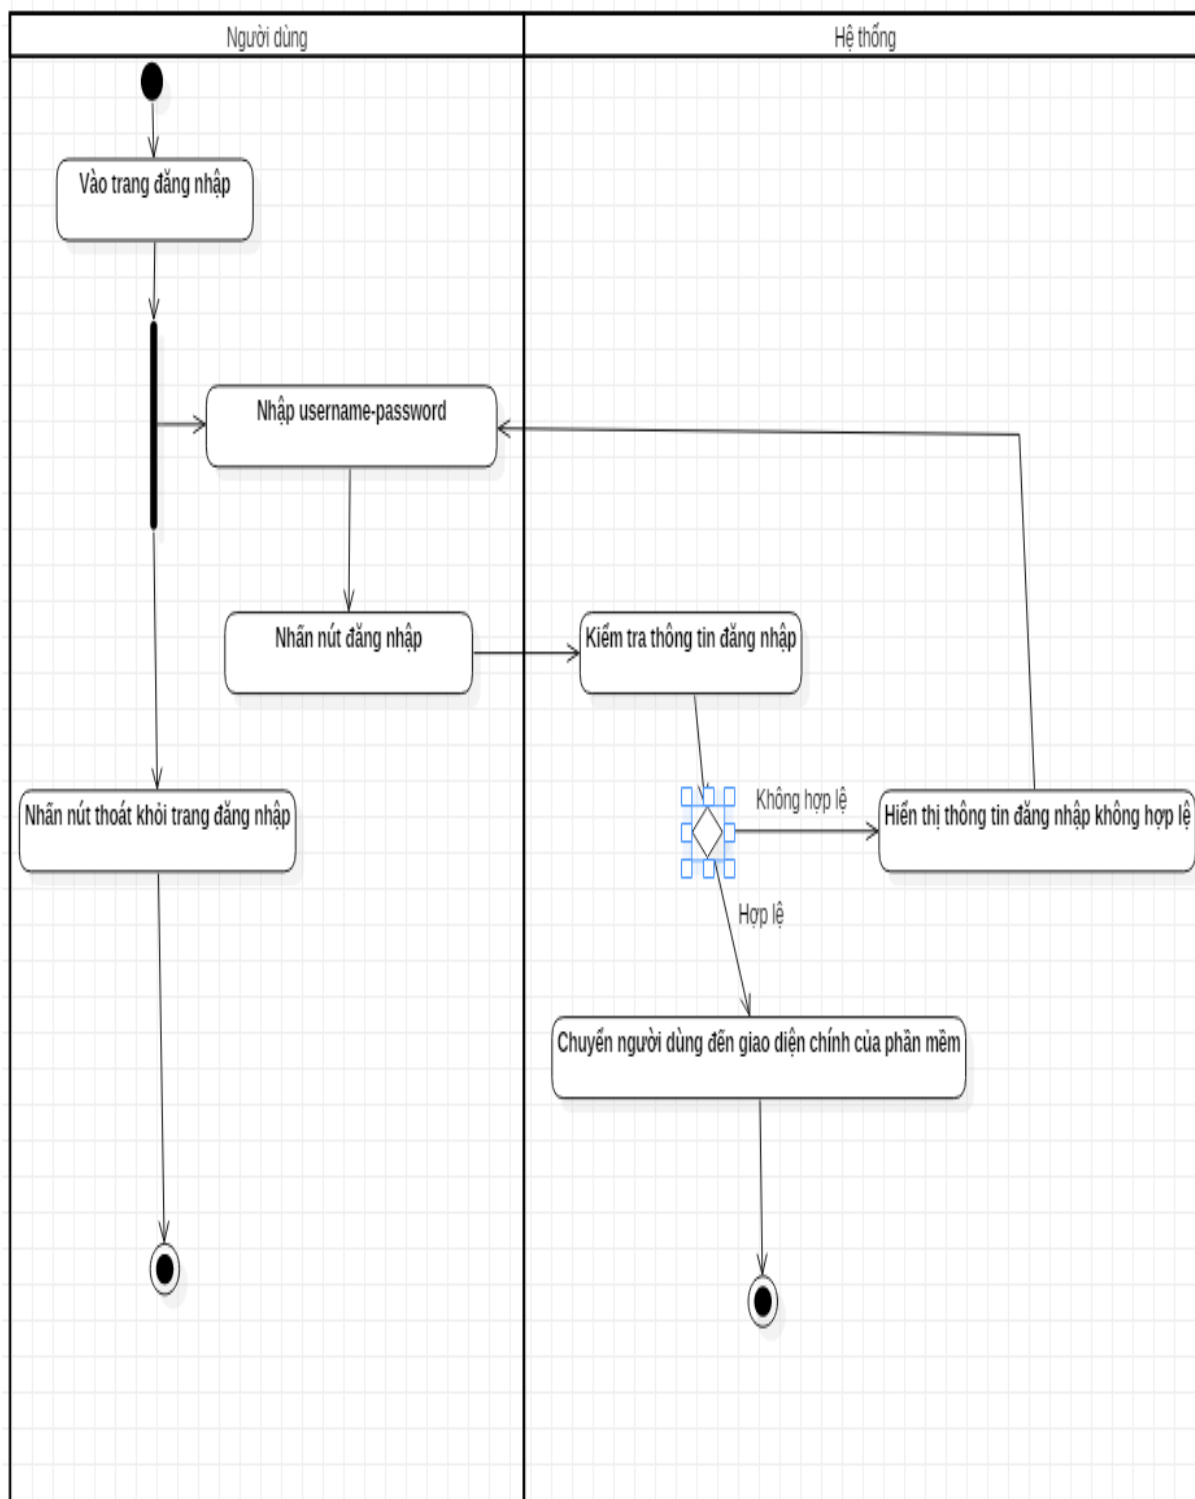 Người dùng
Hệ thống
Vào trang đăng nhập
Nhập username-password
Nhấn nút đăng nhập
Kiểm tra thông tin đăng nhập
Nhấn nút thoát khỏi trang đăng nhập
Không hợp lệ
Hiển thị thông tin đăng nhập không hợp lệ
Hợp lệ
Chuyển người dùng đến giao diện chính của phần mềm